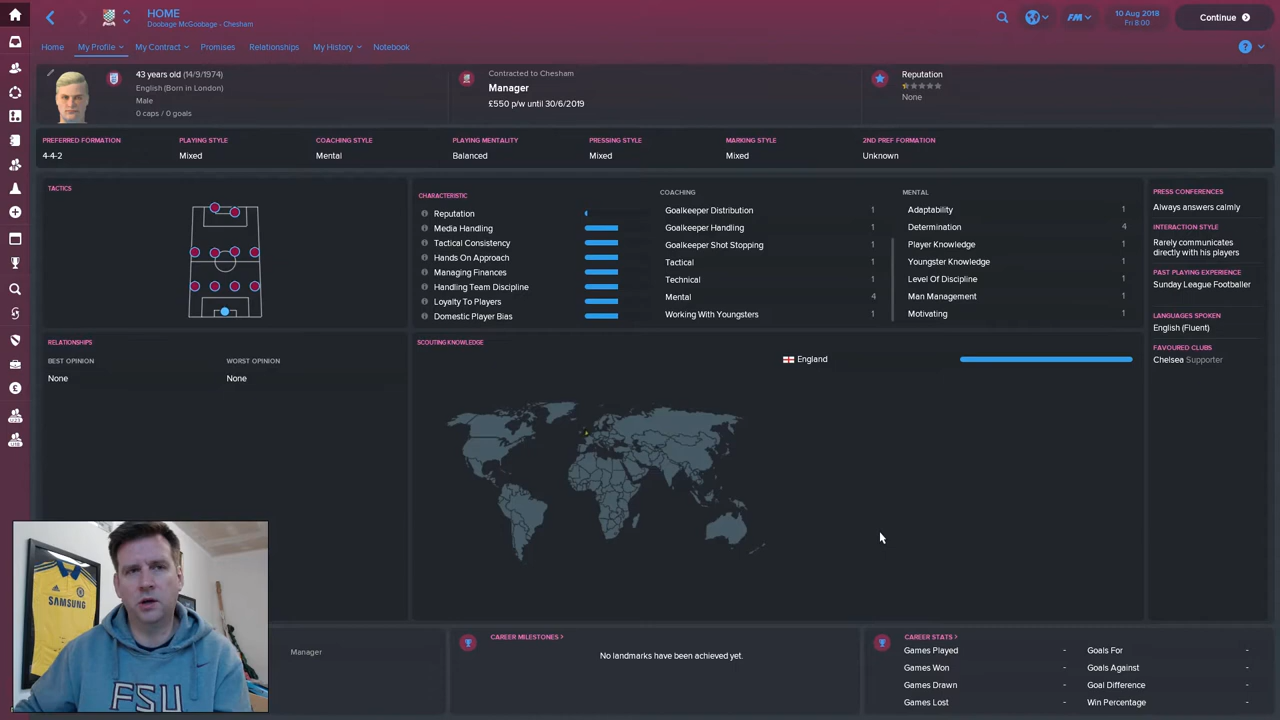 HOME
Doobage McGoobage - Chesham
FM
10 Aug 2018
Fri 8:00
Continue
Home
My Profile
My Contract
Promises
Relationships
My History
Notebook
?
43 years old (14/9/1974)
English (Born in London)
Male
0 caps / 0 goals
Contracted to Chesham
Manager
£550 p/w until 30/6/2019
Reputation
None
PREFERRED FORMATION
4-4-2
PLAYING STYLE
Mixed
COACHING STYLE
Mental
PLAYING MENTALITY
Balanced
PRESSING STYLE
Mixed
MARKING STYLE
Mixed
2ND PREF FORMATION
Unknown
TACTICS
CHARACTERISTIC
Reputation
Media Handling
Tactical Consistency
Hands On Approach
Managing Finances
Handling Team Discipline
Loyalty To Players
Domestic Player Bias
COACHING
Goalkeeper Distribution 1
Goalkeeper Handling 1
Goalkeeper Shot Stopping 1
Tactical 1
Technical 1
Mental 4
Working With Youngsters 1
MENTAL
Adaptability 1
Determination 4
Player Knowledge 1
Youngster Knowledge 1
Level Of Discipline 1
Man Management 1
Motivating 1
PRESS CONFERENCES
Always answers calmly
INTERACTION STYLE
Rarely communicates
directly with his players
PAST PLAYING EXPERIENCE
Sunday League Footballer
LANGUAGES SPOKEN
English (Fluent)
FAVOURED CLUBS
Chelsea Supporter
RELATIONSHIPS
BEST OPINION
None
WORST OPINION
None
SCOUTING KNOWLEDGE
England
SAMSUNG
FSU
Manager
CAREER MILESTONES >
No landmarks have been achieved yet.
CAREER STATS >
Games Played -
Games Won -
Games Drawn -
Games Lost -
Goals For -
Goals Against -
Goal Difference -
Win Percentage -